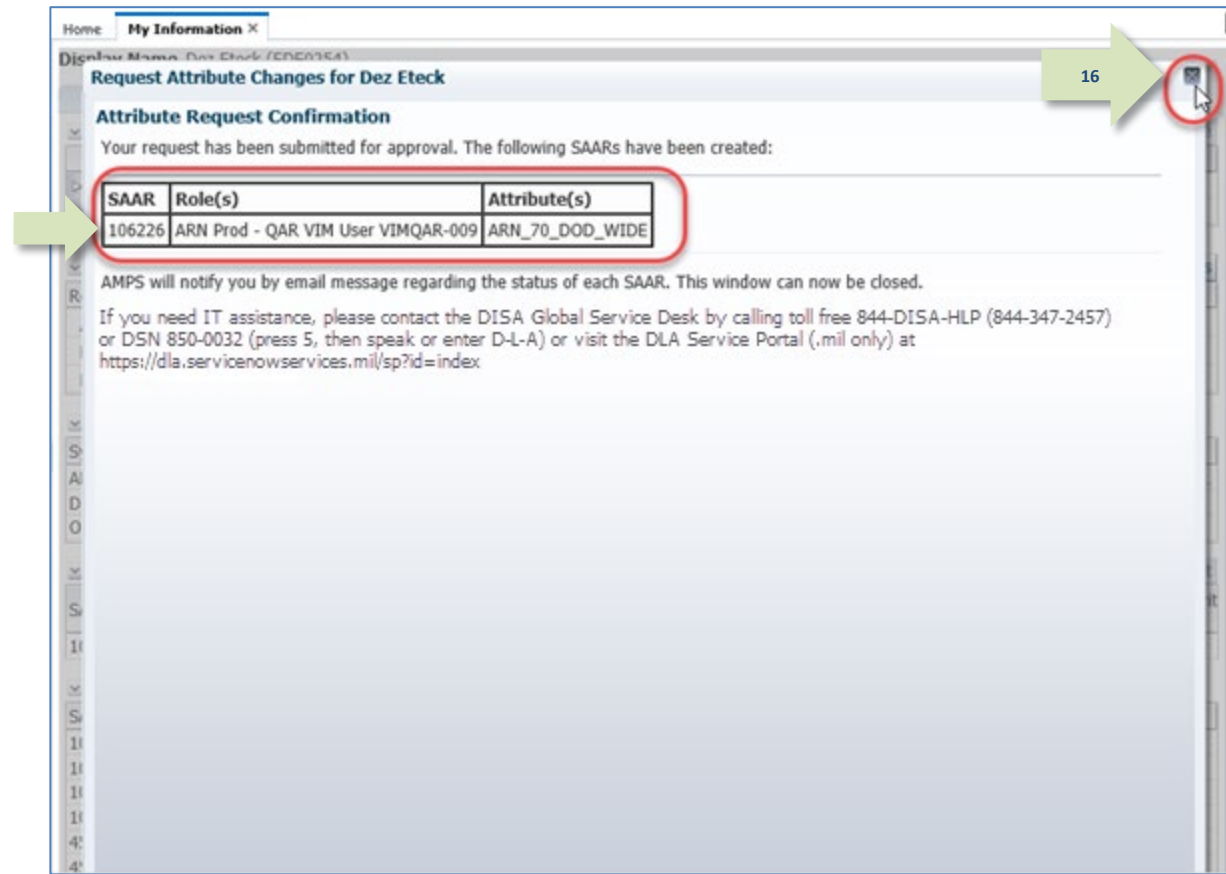 Home My Information ×
Display Name Dez Eteck (EDE0254)
Request Attribute Changes for Dez Eteck
16
Attribute Request Confirmation
Your request has been submitted for approval. The following SAARs have been created:
SAAR Role(s) Attribute(s)
106226 ARN Prod - QAR VIM User VIMQAR-009 ARN_70_DOD_WIDE
AMPS will notify you by email message regarding the status of each SAAR. This window can now be closed.
If you need IT assistance, please contact the DISA Global Service Desk by calling toll free 844-DISA-HLP (844-347-2457)
or DSN 850-0032 (press 5, then speak or enter D-L-A) or visit the DLA Service Portal (.mil only) at
https://dla.servicenowservices.mil/sp?id=index